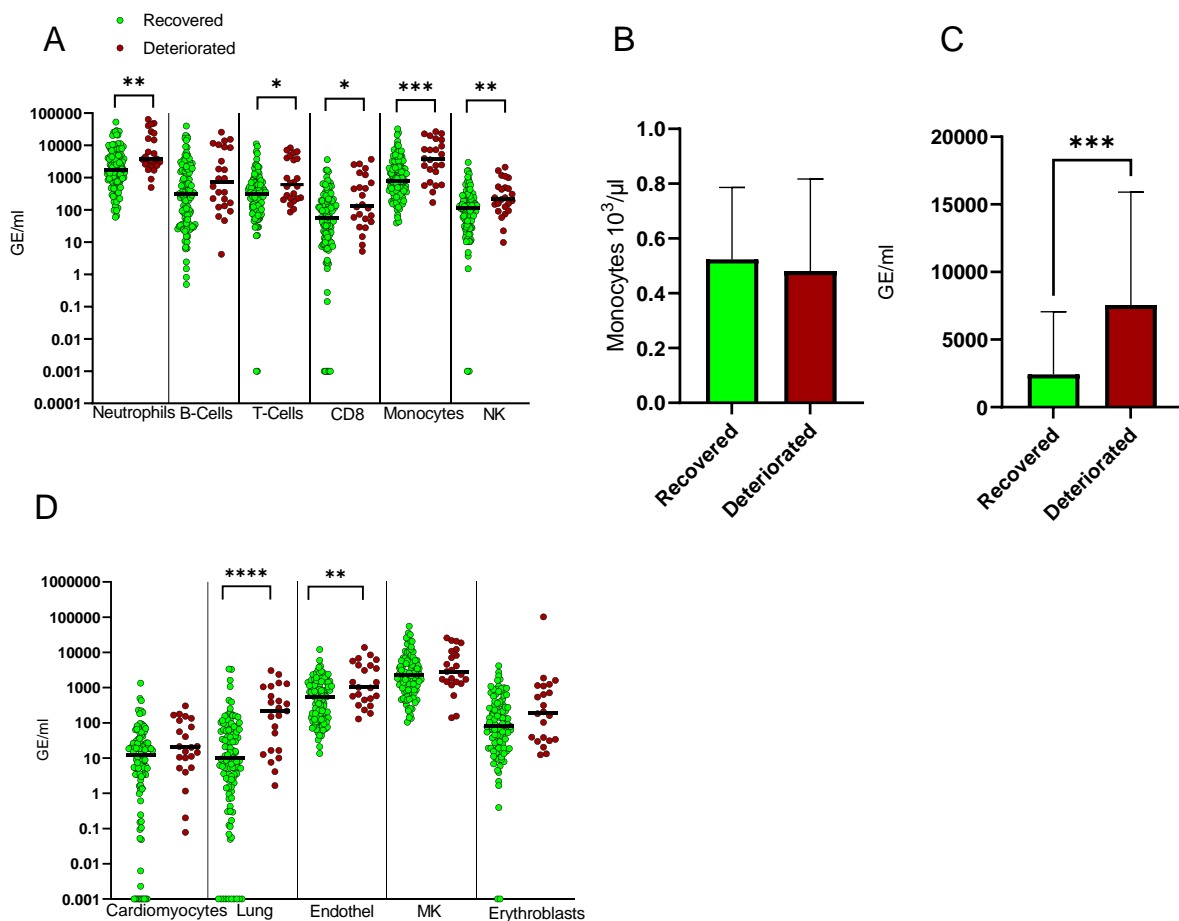 A
Recovered
Deteriorated
** * * *** **
100000
10000
1000
100
10
1
0.1
0.01
0.001
0.0001
GE/ml
Neutrophils B-Cells T-Cells CD8 Monocytes NK
B
1.0
0.8
0.6
0.4
0.2
0.0
Monocytes 10^3/µl
Recovered
Deteriorated
C
***
20000
15000
10000
5000
0
GE/ml
Recovered
Deteriorated
D
**** **
1000000
100000
10000
1000
100
10
1
0.1
0.01
0.001
GE/ml
Cardiomyocytes Lung Endothel MK Erythroblasts